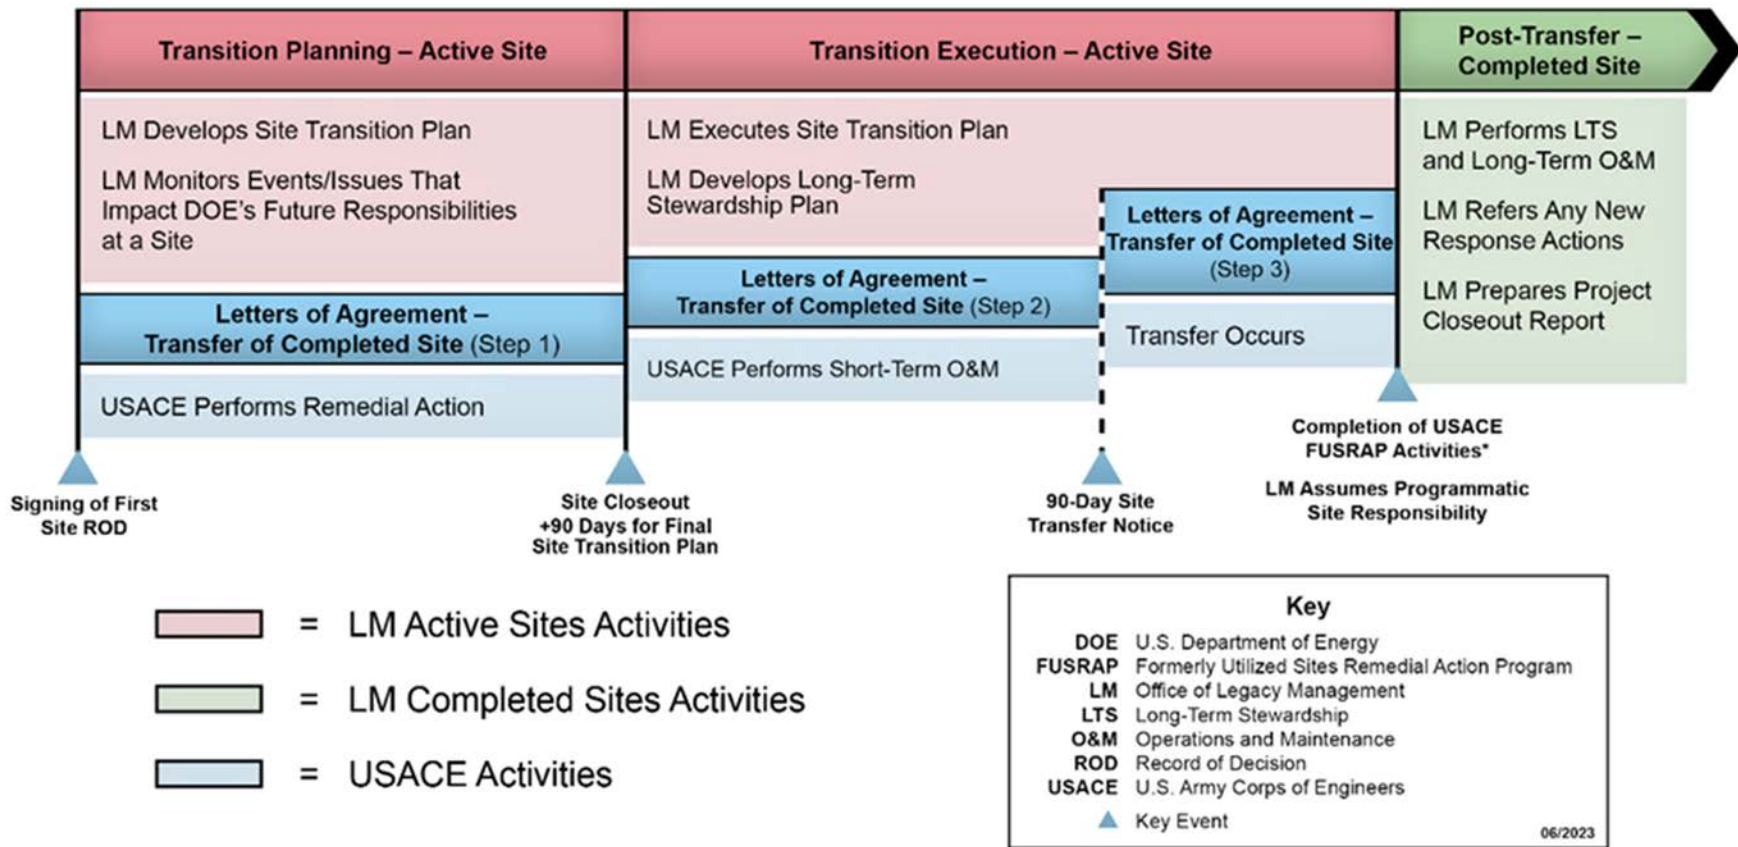 Transition Planning – Active Site
Transition Execution – Active Site
Post-Transfer –
Completed Site
LM Develops Site Transition Plan
LM Monitors Events/Issues That
Impact DOE's Future Responsibilities
at a Site
Letters of Agreement –
Transfer of Completed Site (Step 1)
USACE Performs Remedial Action
LM Executes Site Transition Plan
LM Develops Long-Term
Stewardship Plan
Letters of Agreement –
Transfer of Completed Site (Step 2)
USACE Performs Short-Term O&M
Letters of Agreement –
Transfer of Completed Site
(Step 3)
Transfer Occurs
LM Performs LTS
and Long-Term O&M
LM Refers Any New
Response Actions
LM Prepares Project
Closeout Report
Signing of First
Site ROD
Site Closeout
+90 Days for Final
Site Transition Plan
90-Day Site
Transfer Notice
Completion of USACE
FUSRAP Activities*
LM Assumes Programmatic
Site Responsibility
= LM Active Sites Activities
= LM Completed Sites Activities
= USACE Activities
Key
DOE U.S. Department of Energy
FUSRAP Formerly Utilized Sites Remedial Action Program
LM Office of Legacy Management
LTS Long-Term Stewardship
O&M Operations and Maintenance
ROD Record of Decision
USACE U.S. Army Corps of Engineers
Key Event
06/2023